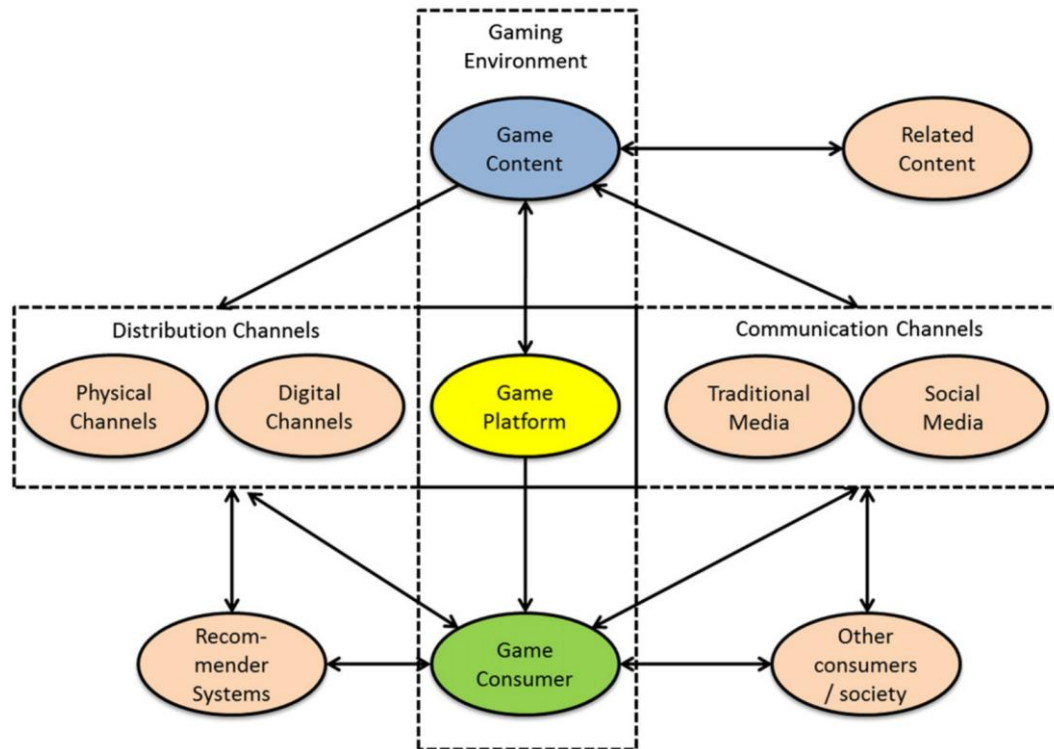 Gaming
Environment
Game
Content
Related
Content
Distribution Channels
Physical
Channels
Digital
Channels
Game
Platform
Communication Channels
Traditional
Media
Social
Media
Recom-
mender
Systems
Game
Consumer
Other
consumers
/ society